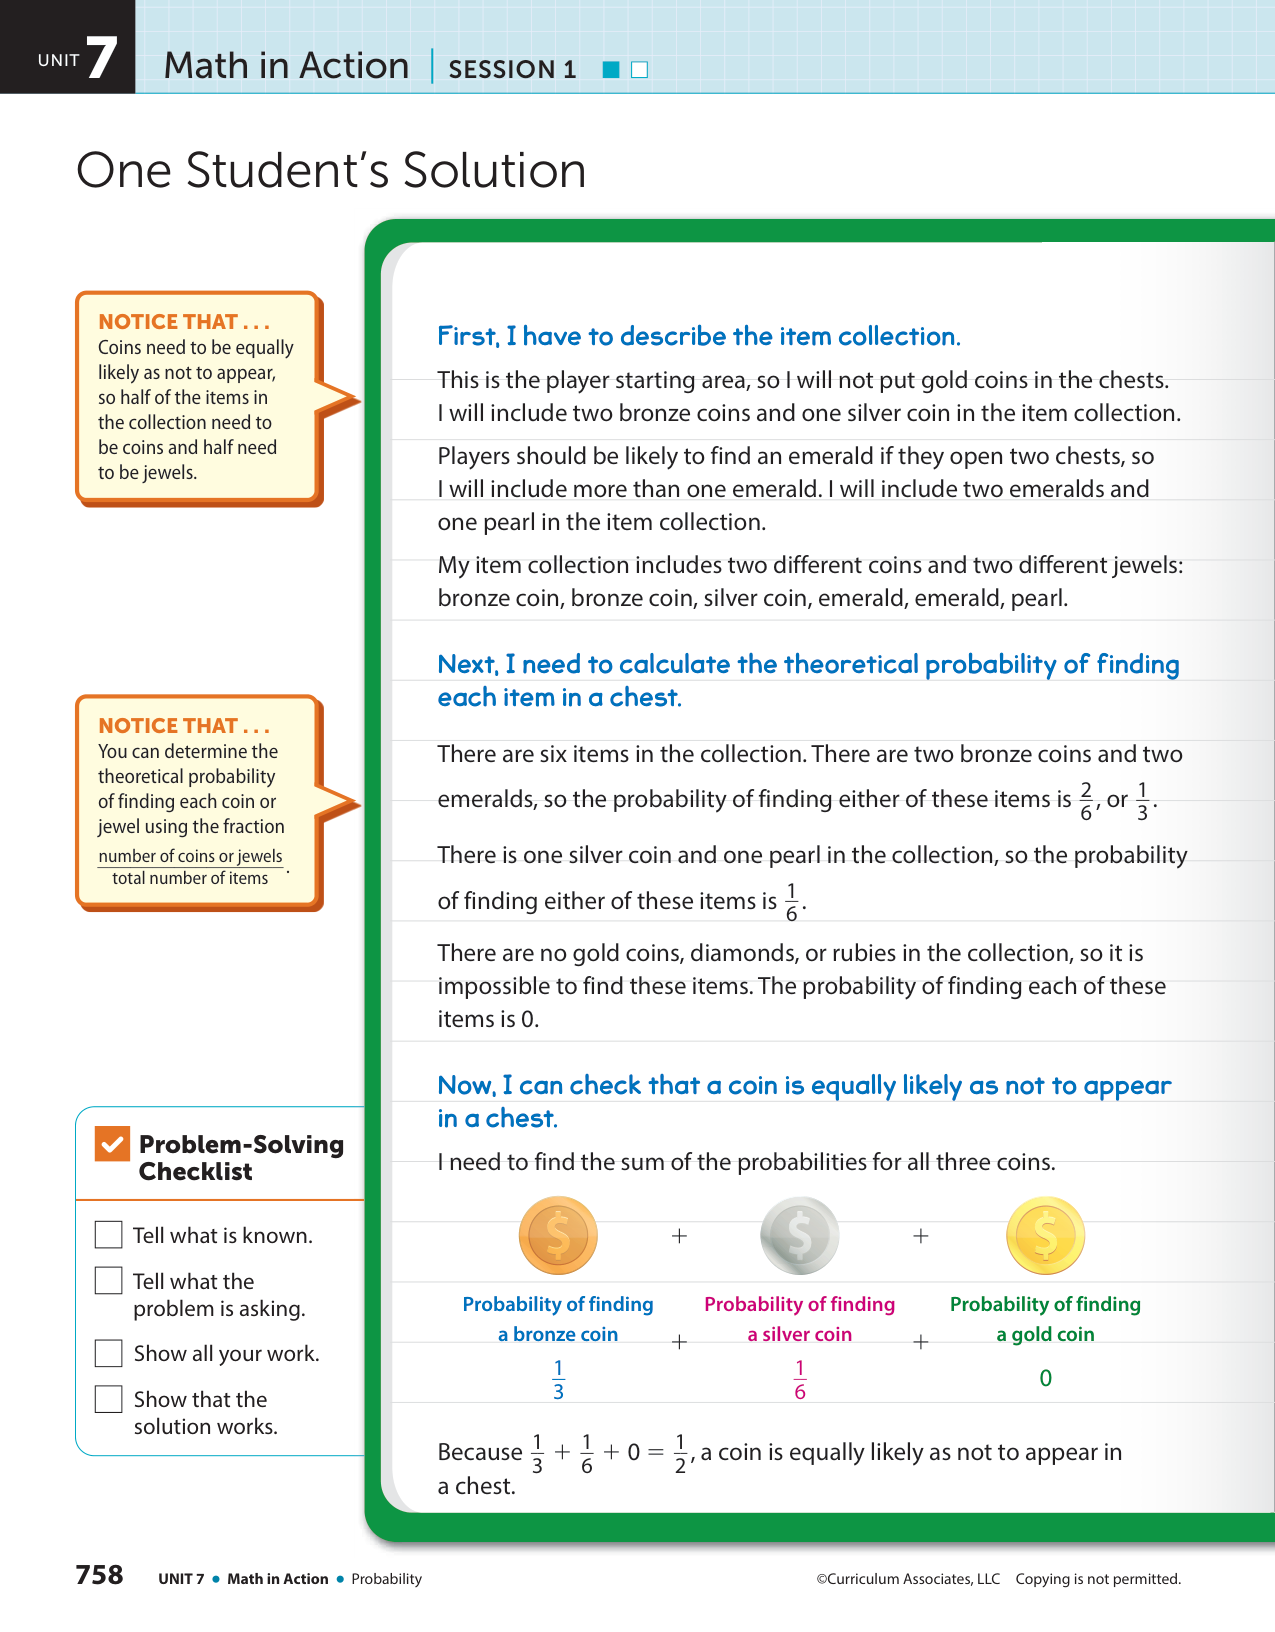 UNIT 7 Math in Action SESSION 1
One Student’s Solution
NOTICE THAT . . .
Coins need to be equally
likely as not to appear,
so half of the items in
the collection need to
be coins and half need
to be jewels.
First, I have to describe the item collection.
This is the player starting area, so I will not put gold coins in the chests.
I will include two bronze coins and one silver coin in the item collection.
Players should be likely to find an emerald if they open two chests, so
I will include more than one emerald. I will include two emeralds and
one pearl in the item collection.
My item collection includes two different coins and two different jewels:
bronze coin, bronze coin, silver coin, emerald, emerald, pearl.
Next, I need to calculate the theoretical probability of finding
each item in a chest.
NOTICE THAT . . .
You can determine the
theoretical probability
of finding each coin or
jewel using the fraction
number of coins or jewels
total number of items .
There are six items in the collection. There are two bronze coins and two
emeralds, so the probability of finding either of these items is 2/6, or 1/3.
There is one silver coin and one pearl in the collection, so the probability
of finding either of these items is 1/6.
There are no gold coins, diamonds, or rubies in the collection, so it is
impossible to find these items. The probability of finding each of these
items is 0.
Now, I can check that a coin is equally likely as not to appear
in a chest.
I need to find the sum of the probabilities for all three coins.
$ + $ + $
Probability of finding Probability of finding Probability of finding
a bronze coin + a silver coin + a gold coin
1/3 1/6 0
Because 1/3 + 1/6 + 0 = 1/2, a coin is equally likely as not to appear in
a chest.
Problem-Solving
Checklist
Tell what is known.
Tell what the
problem is asking.
Show all your work.
Show that the
solution works.
758 UNIT 7 • Math in Action • Probability ©Curriculum Associates, LLC Copying is not permitted.